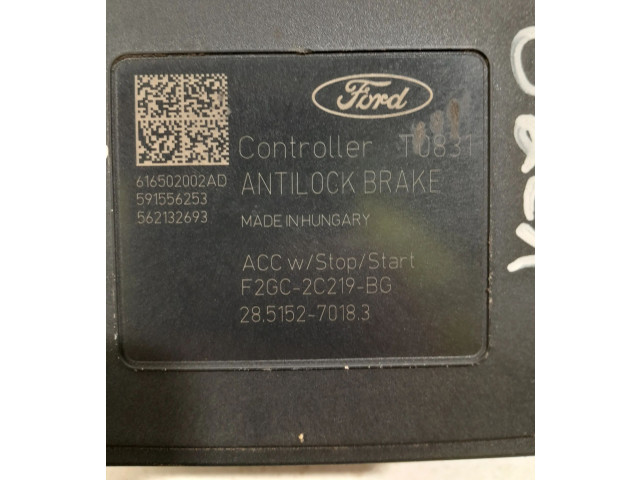 Ford
Controller T0831
616502002AD
591556253
562132693
ANTILOCK BRAKE
MADE IN HUNGARY
ACC w/Stop/Start
F2GC-2C219-BG
28.5152-7018.3